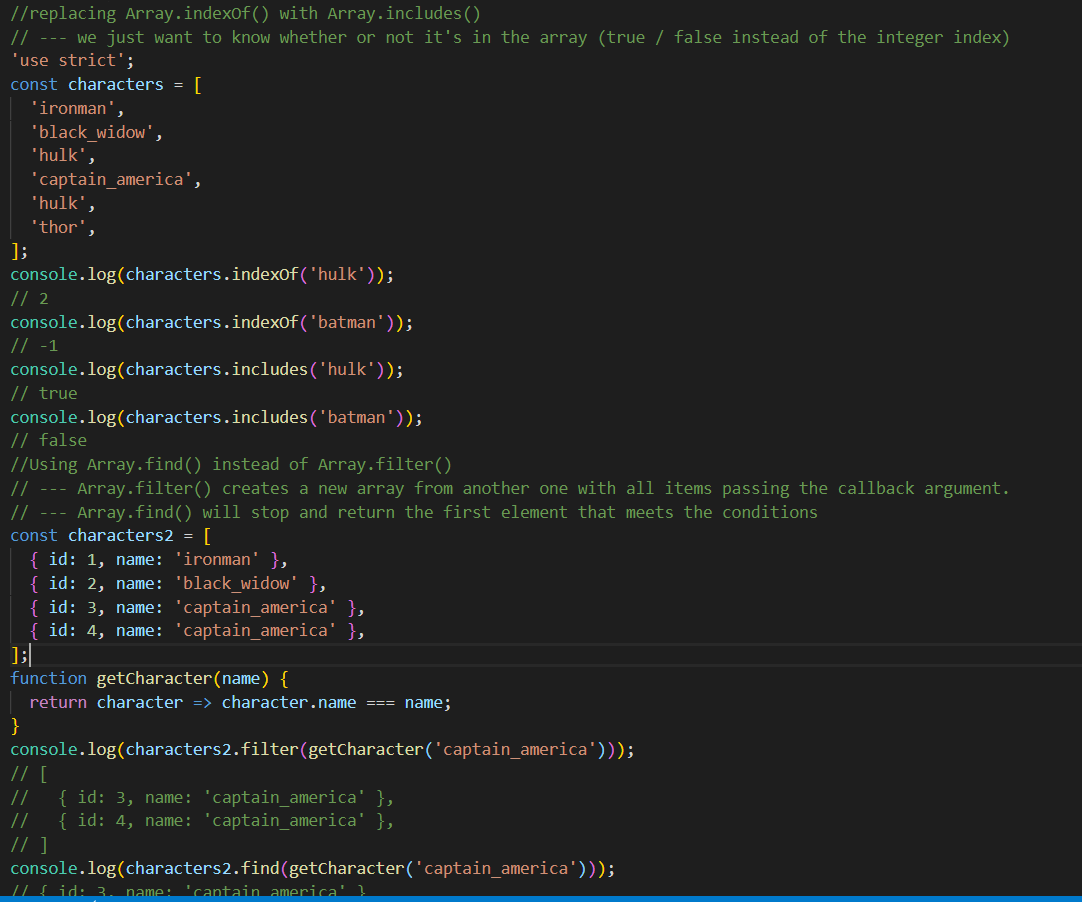 //replacing Array.indexOf() with Array.includes()
// --- we just want to know whether or not it's in the array (true / false instead of the integer index)
'use strict';
const characters = [
  'ironman',
  'black_widow',
  'hulk',
  'captain_america',
  'hulk',
  'thor',
];
console.log(characters.indexOf('hulk'));
// 2
console.log(characters.indexOf('batman'));
// -1
console.log(characters.includes('hulk'));
// true
console.log(characters.includes('batman'));
// false
//Using Array.find() instead of Array.filter()
// --- Array.filter() creates a new array from another one with all items passing the callback argument.
// --- Array.find() will stop and return the first element that meets the conditions
const characters2 = [
  { id: 1, name: 'ironman' },
  { id: 2, name: 'black_widow' },
  { id: 3, name: 'captain_america' },
  { id: 4, name: 'captain_america' },
];
function getCharacter(name) {
  return character => character.name === name;
}
console.log(characters2.filter(getCharacter('captain_america')));
// [
//   { id: 3, name: 'captain_america' },
//   { id: 4, name: 'captain_america' },
// ]
console.log(characters2.find(getCharacter('captain_america')));
// { id: 3, name: 'captain_america' }